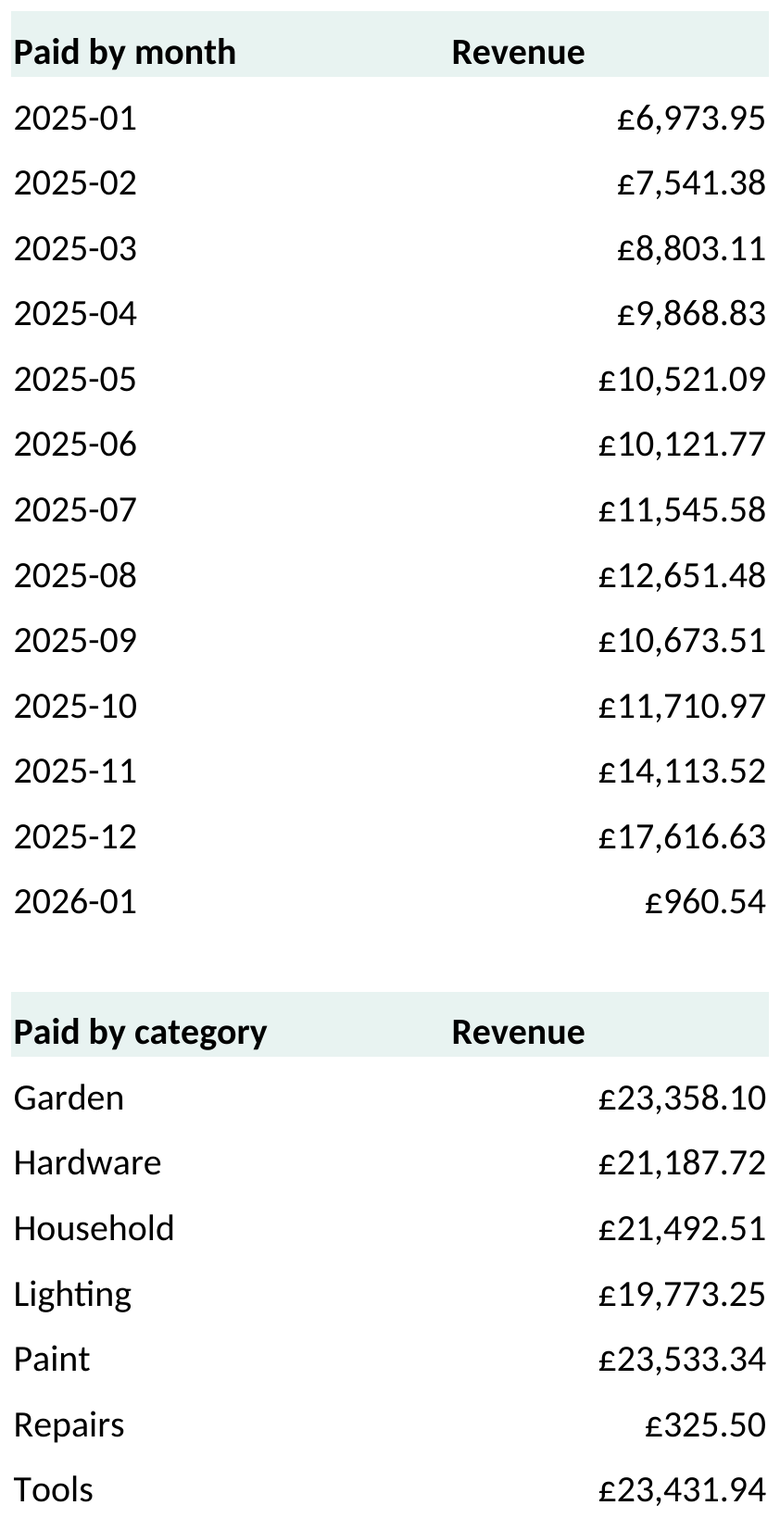 Paid by month Revenue
2025-01 £6,973.95
2025-02 £7,541.38
2025-03 £8,803.11
2025-04 £9,868.83
2025-05 £10,521.09
2025-06 £10,121.77
2025-07 £11,545.58
2025-08 £12,651.48
2025-09 £10,673.51
2025-10 £11,710.97
2025-11 £14,113.52
2025-12 £17,616.63
2026-01 £960.54
Paid by category Revenue
Garden £23,358.10
Hardware £21,187.72
Household £21,492.51
Lighting £19,773.25
Paint £23,533.34
Repairs £325.50
Tools £23,431.94